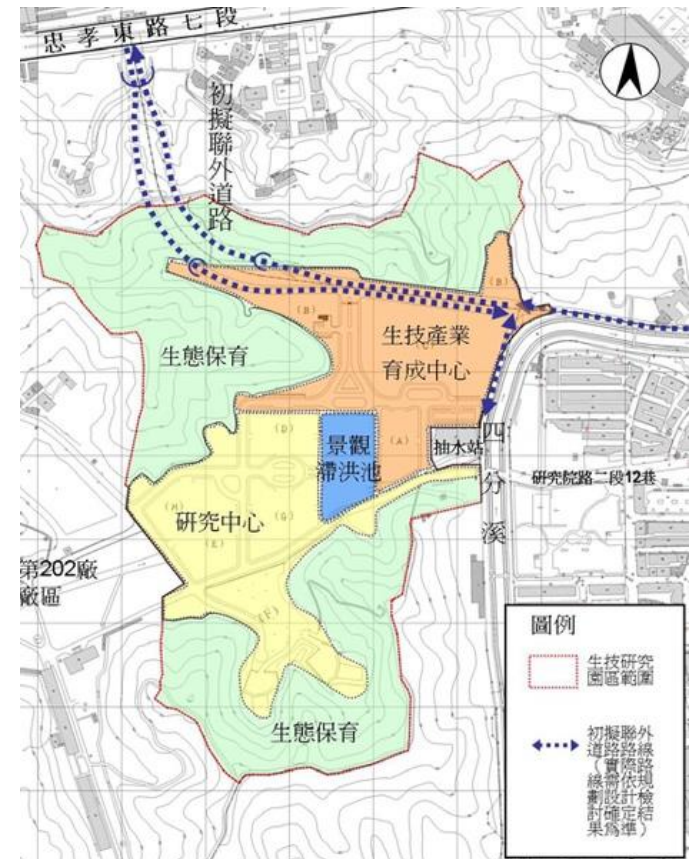 忠孝東路七段
初擬聯外道路
(B)
(B)
生技產業
育成中心
(C)
生態保育
(D)
景觀
滯洪池
(A)
抽水站
四分溪
研究院路二段12巷
(H)
研究中心
(G)
(E)
第202廠
廠區
(F)
生態保育
圖例
生技研究
園區範圍
初擬聯外
道路路線
(實際路
線需依規
劃設計檢
討確定結
果為準)